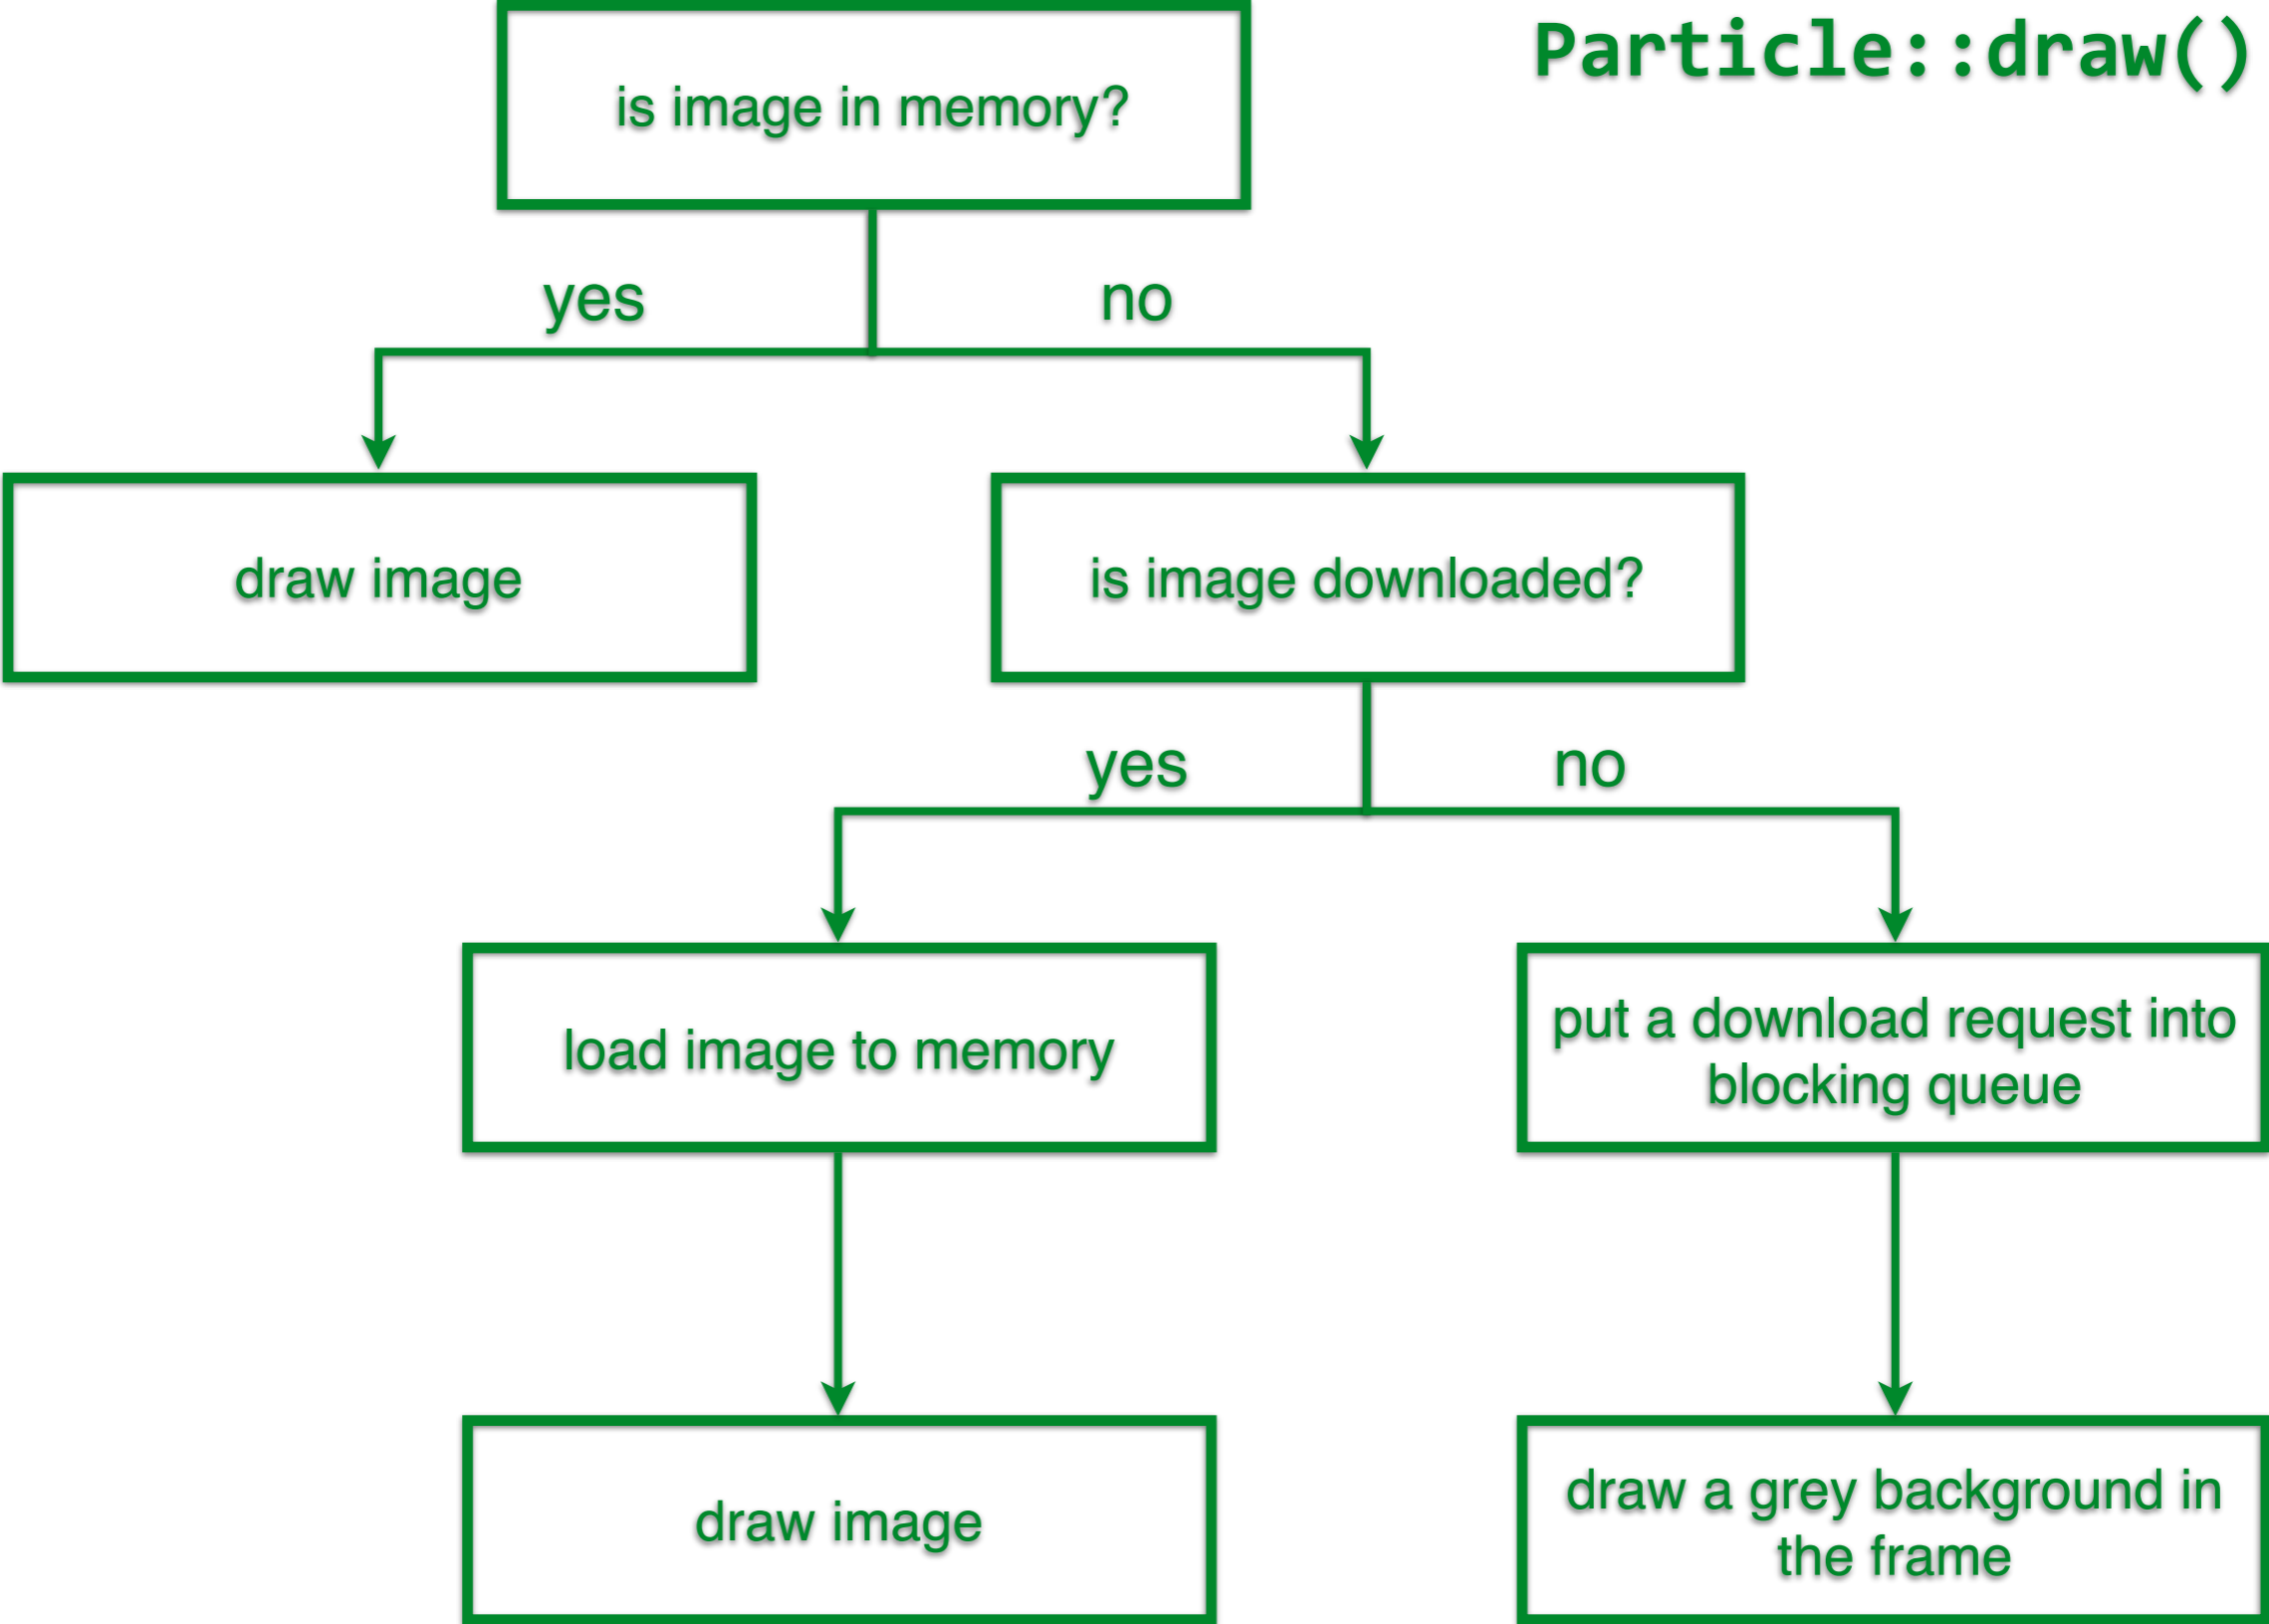 Particle::draw()
is image in memory?
yes
no
draw image
is image downloaded?
yes
no
load image to memory
put a download request into
blocking queue
draw image
draw a grey background in
the frame